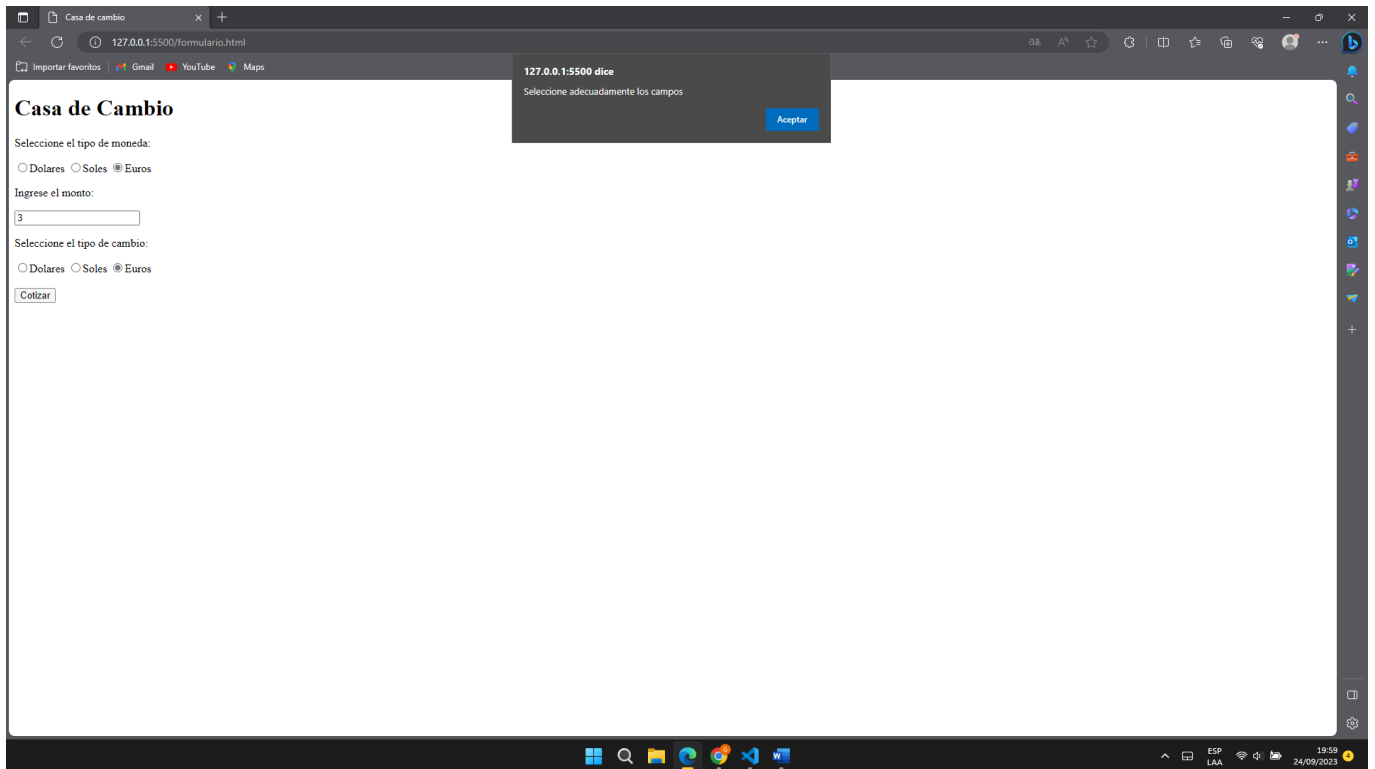 Casa de cambio
127.0.0.1:5500/formulario.html
Importar favoritos Gmail YouTube Maps
127.0.0.1:5500 dice
Seleccione adecuadamente los campos
Aceptar
Casa de Cambio
Seleccione el tipo de moneda:
Dolares Soles Euros
Ingrese el monto:
3
Seleccione el tipo de cambio:
Dolares Soles Euros
Cotizar
ESP
LAA
19:59
24/09/2023
4